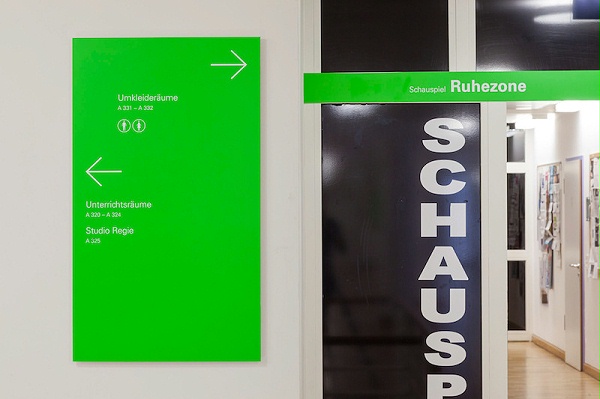 Umkleideräume
A 331 – A 332
Unterrichtsräume
A 320 – A 324
Studio Regie
A 325
Schauspiel Ruhezone
SCHAUSP